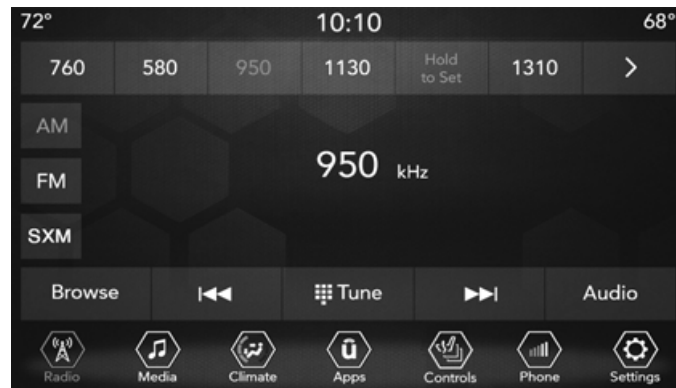 72° 10:10 68°
760 580 950 1130 Hold to Set 1310 >
AM
950 kHz
FM
SXM
Browse Tune Audio
Radio Media Climate ū Apps Controls Phone Settings